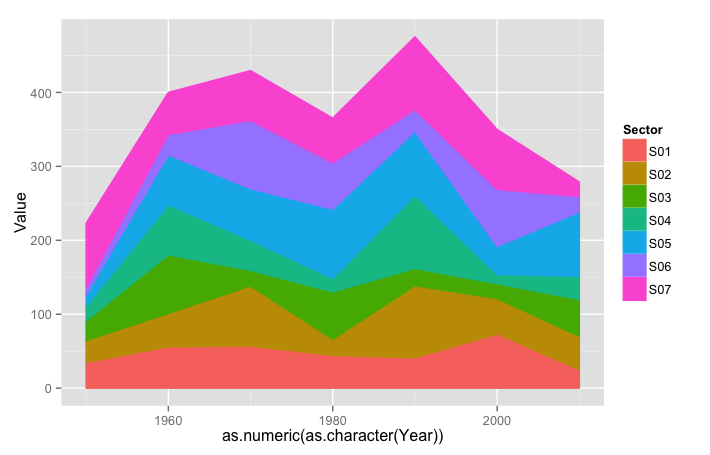 Value
400
300
200
100
0
1960
1980
2000
as.numeric(as.character(Year))
Sector
S01
S02
S03
S04
S05
S06
S07